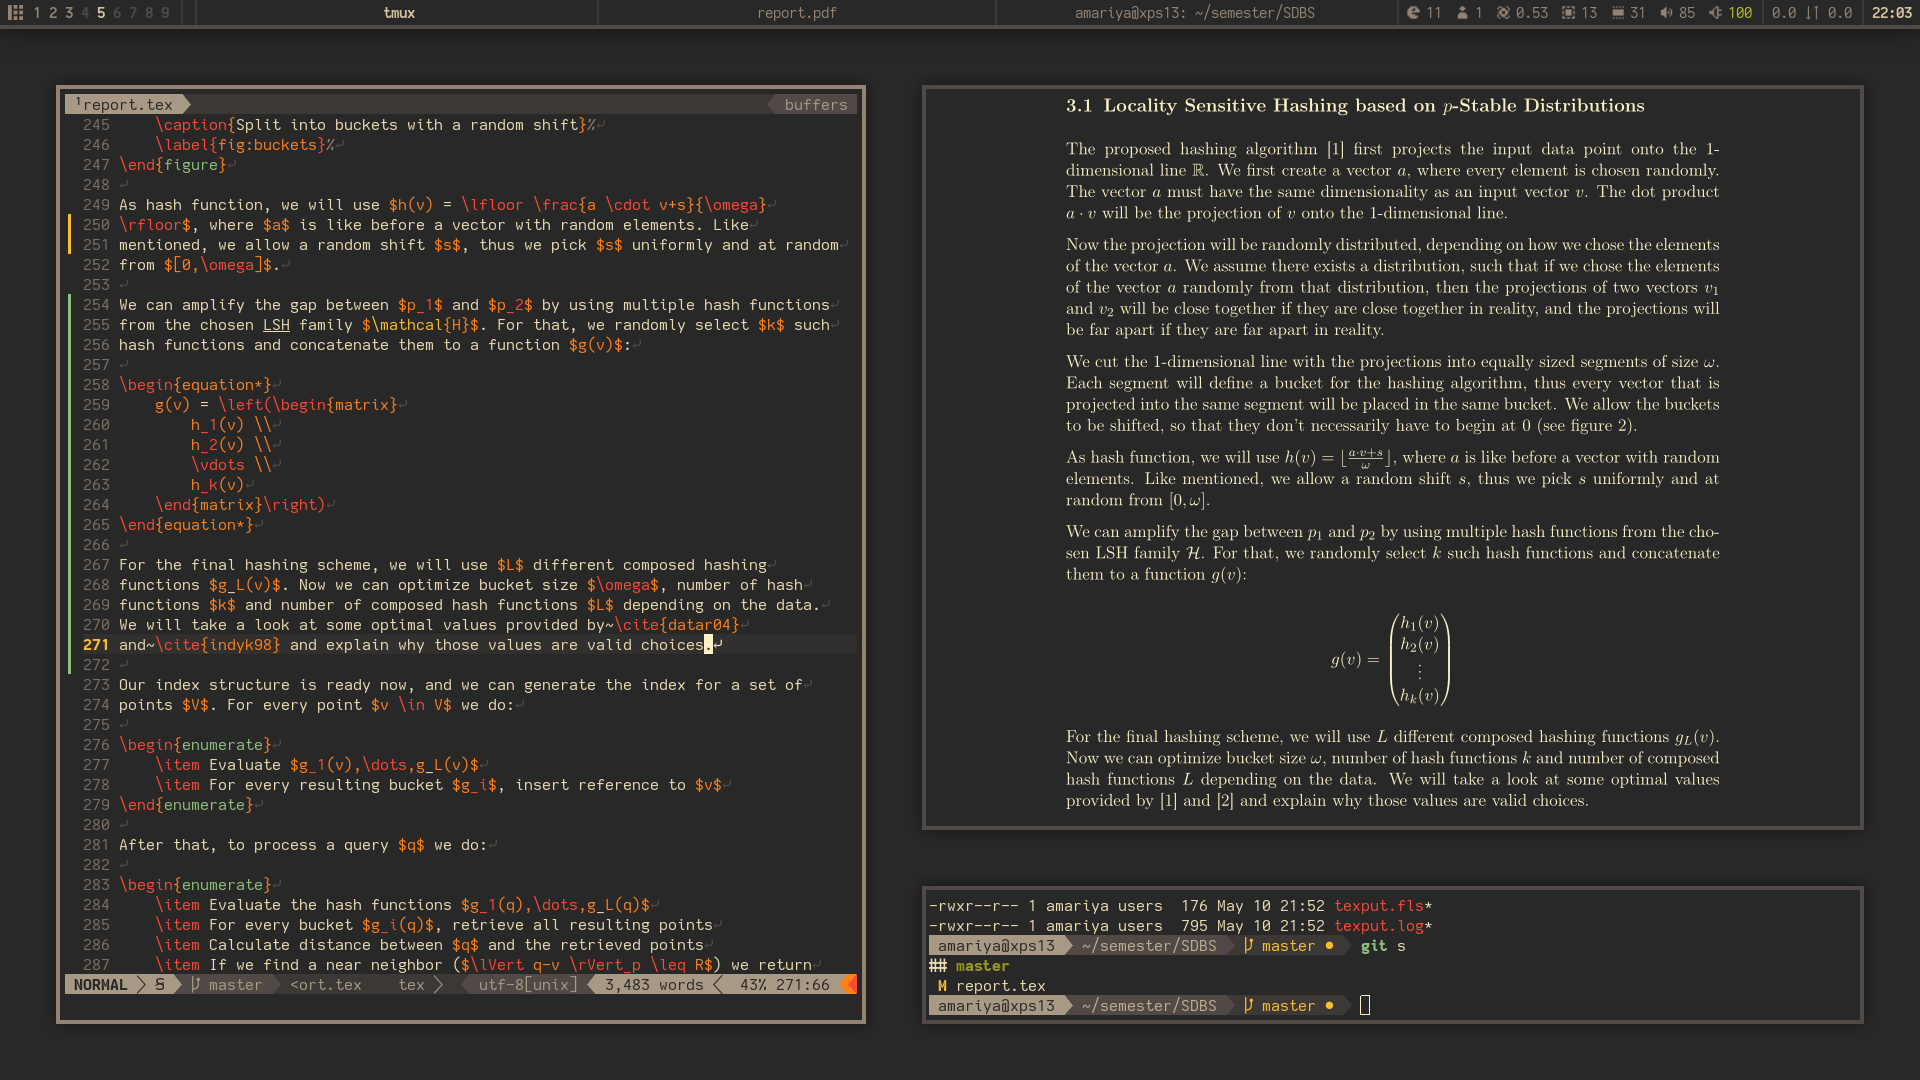 1 2 3 4 5 6 7 8 9
tmux
report.pdf
amariya@xps13: ~/semester/SDBS
11 1 0.53 13 31 85 100 0.0 ↓↑ 0.0 22:03
1report.tex buffers
245 \caption{Split into buckets with a random shift}%
246 \label{fig:buckets}%
247 \end{figure}
248
249 As hash function, we will use $h(v) = \lfloor \frac{a \cdot v+s}{\omega}
250 \rfloor$, where $a$ is like before a vector with random elements. Like
251 mentioned, we allow a random shift $s$, thus we pick $s$ uniformly and at random
252 from $[0,\omega]$.
253
254 We can amplify the gap between $p_1$ and $p_2$ by using multiple hash functions
255 from the chosen LSH family $\mathcal{H}$. For that, we randomly select $k$ such
256 hash functions and concatenate them to a function $g(v)$:
257
258 \begin{equation*}
259 g(v) = \left(\begin{matrix}
260 h_1(v) \\
261 h_2(v) \\
262 \vdots \\
263 h_k(v)
264 \end{matrix}\right)
265 \end{equation*}
266
267 For the final hashing scheme, we will use $L$ different composed hashing
268 functions $g_L(v)$. Now we can optimize bucket size $\omega$, number of hash
269 functions $k$ and number of composed hash functions $L$ depending on the data.
270 We will take a look at some optimal values provided by~\cite{datar04}
271 and~\cite{indyk98} and explain why those values are valid choices.
272
273 Our index structure is ready now, and we can generate the index for a set of
274 points $V$. For every point $v \in V$ we do:
275
276 \begin{enumerate}
277 \item Evaluate $g_1(v),\dots,g_L(v)$
278 \item For every resulting bucket $g_i$, insert reference to $v$
279 \end{enumerate}
280
281 After that, to process a query $q$ we do:
282
283 \begin{enumerate}
284 \item Evaluate the hash functions $g_1(q),\dots,g_L(q)$
285 \item For every bucket $g_i(q)$, retrieve all resulting points
286 \item Calculate distance between $q$ and the retrieved points
287 \item If we find a near neighbor ($\lVert q-v \rVert_p \leq R$) we return
NORMAL S master <ort.tex tex utf-8[unix] 3,483 words 43% 271:66
3.1 Locality Sensitive Hashing based on p-Stable Distributions
The proposed hashing algorithm [1] first projects the input data point onto the 1-
dimensional line ℝ. We first create a vector a, where every element is chosen randomly.
The vector a must have the same dimensionality as an input vector v. The dot product
a · v will be the projection of v onto the 1-dimensional line.
Now the projection will be randomly distributed, depending on how we chose the elements
of the vector a. We assume there exists a distribution, such that if we chose the elements
of the vector a randomly from that distribution, then the projections of two vectors v₁
and v₂ will be close together if they are close together in reality, and the projections will
be far apart if they are far apart in reality.
We cut the 1-dimensional line with the projections into equally sized segments of size ω.
Each segment will define a bucket for the hashing algorithm, thus every vector that is
projected into the same segment will be placed in the same bucket. We allow the buckets
to be shifted, so that they don't necessarily have to begin at 0 (see figure 2).
As hash function, we will use h(v) = ⌊(a·v+s)/ω⌋, where a is like before a vector with random
elements. Like mentioned, we allow a random shift s, thus we pick s uniformly and at
random from [0, ω].
We can amplify the gap between p₁ and p₂ by using multiple hash functions from the cho-
sen LSH family ℋ. For that, we randomly select k such hash functions and concatenate
them to a function g(v):
h₁(v)
h₂(v)
g(v) = ⋮
hₖ(v)
For the final hashing scheme, we will use L different composed hashing functions g_L(v).
Now we can optimize bucket size ω, number of hash functions k and number of composed
hash functions L depending on the data. We will take a look at some optimal values
provided by [1] and [2] and explain why those values are valid choices.
-rwxr--r-- 1 amariya users 176 May 10 21:52 texput.fls*
-rwxr--r-- 1 amariya users 795 May 10 21:52 texput.log*
amariya@xps13 ~/semester/SDBS master ● git s
## master
M report.tex
amariya@xps13 ~/semester/SDBS master ●